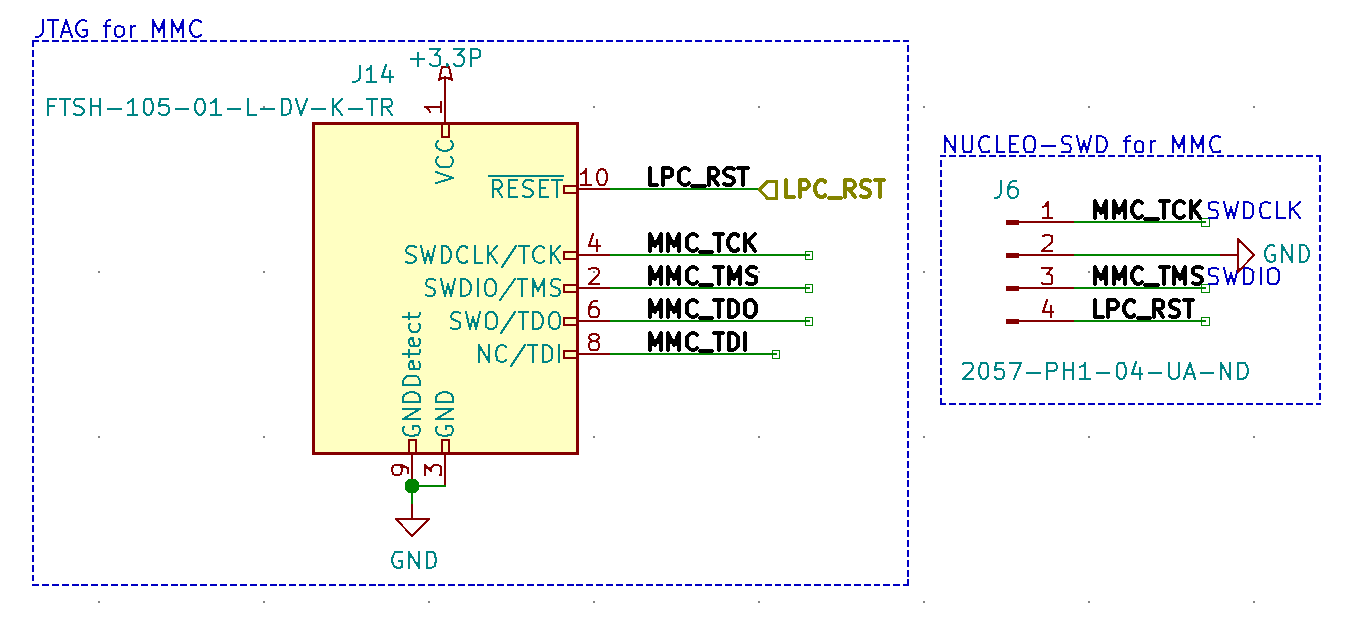 JTAG for MMC
+3.3P
J14
FTSH-105-01-L-DV-K-TR
1
VCC
RESET
10
LPC_RST
LPC_RST
SWDCLK/TCK
4
MMC_TCK
SWDIO/TMS
2
MMC_TMS
SWO/TDO
6
MMC_TDO
NC/TDI
8
MMC_TDI
GNDDetect
GND
9
3
GND
NUCLEO-SWD for MMC
J6
1
MMC_TCK
SWDCLK
2
GND
3
MMC_TMS
SWDIO
4
LPC_RST
2057-PH1-04-UA-ND